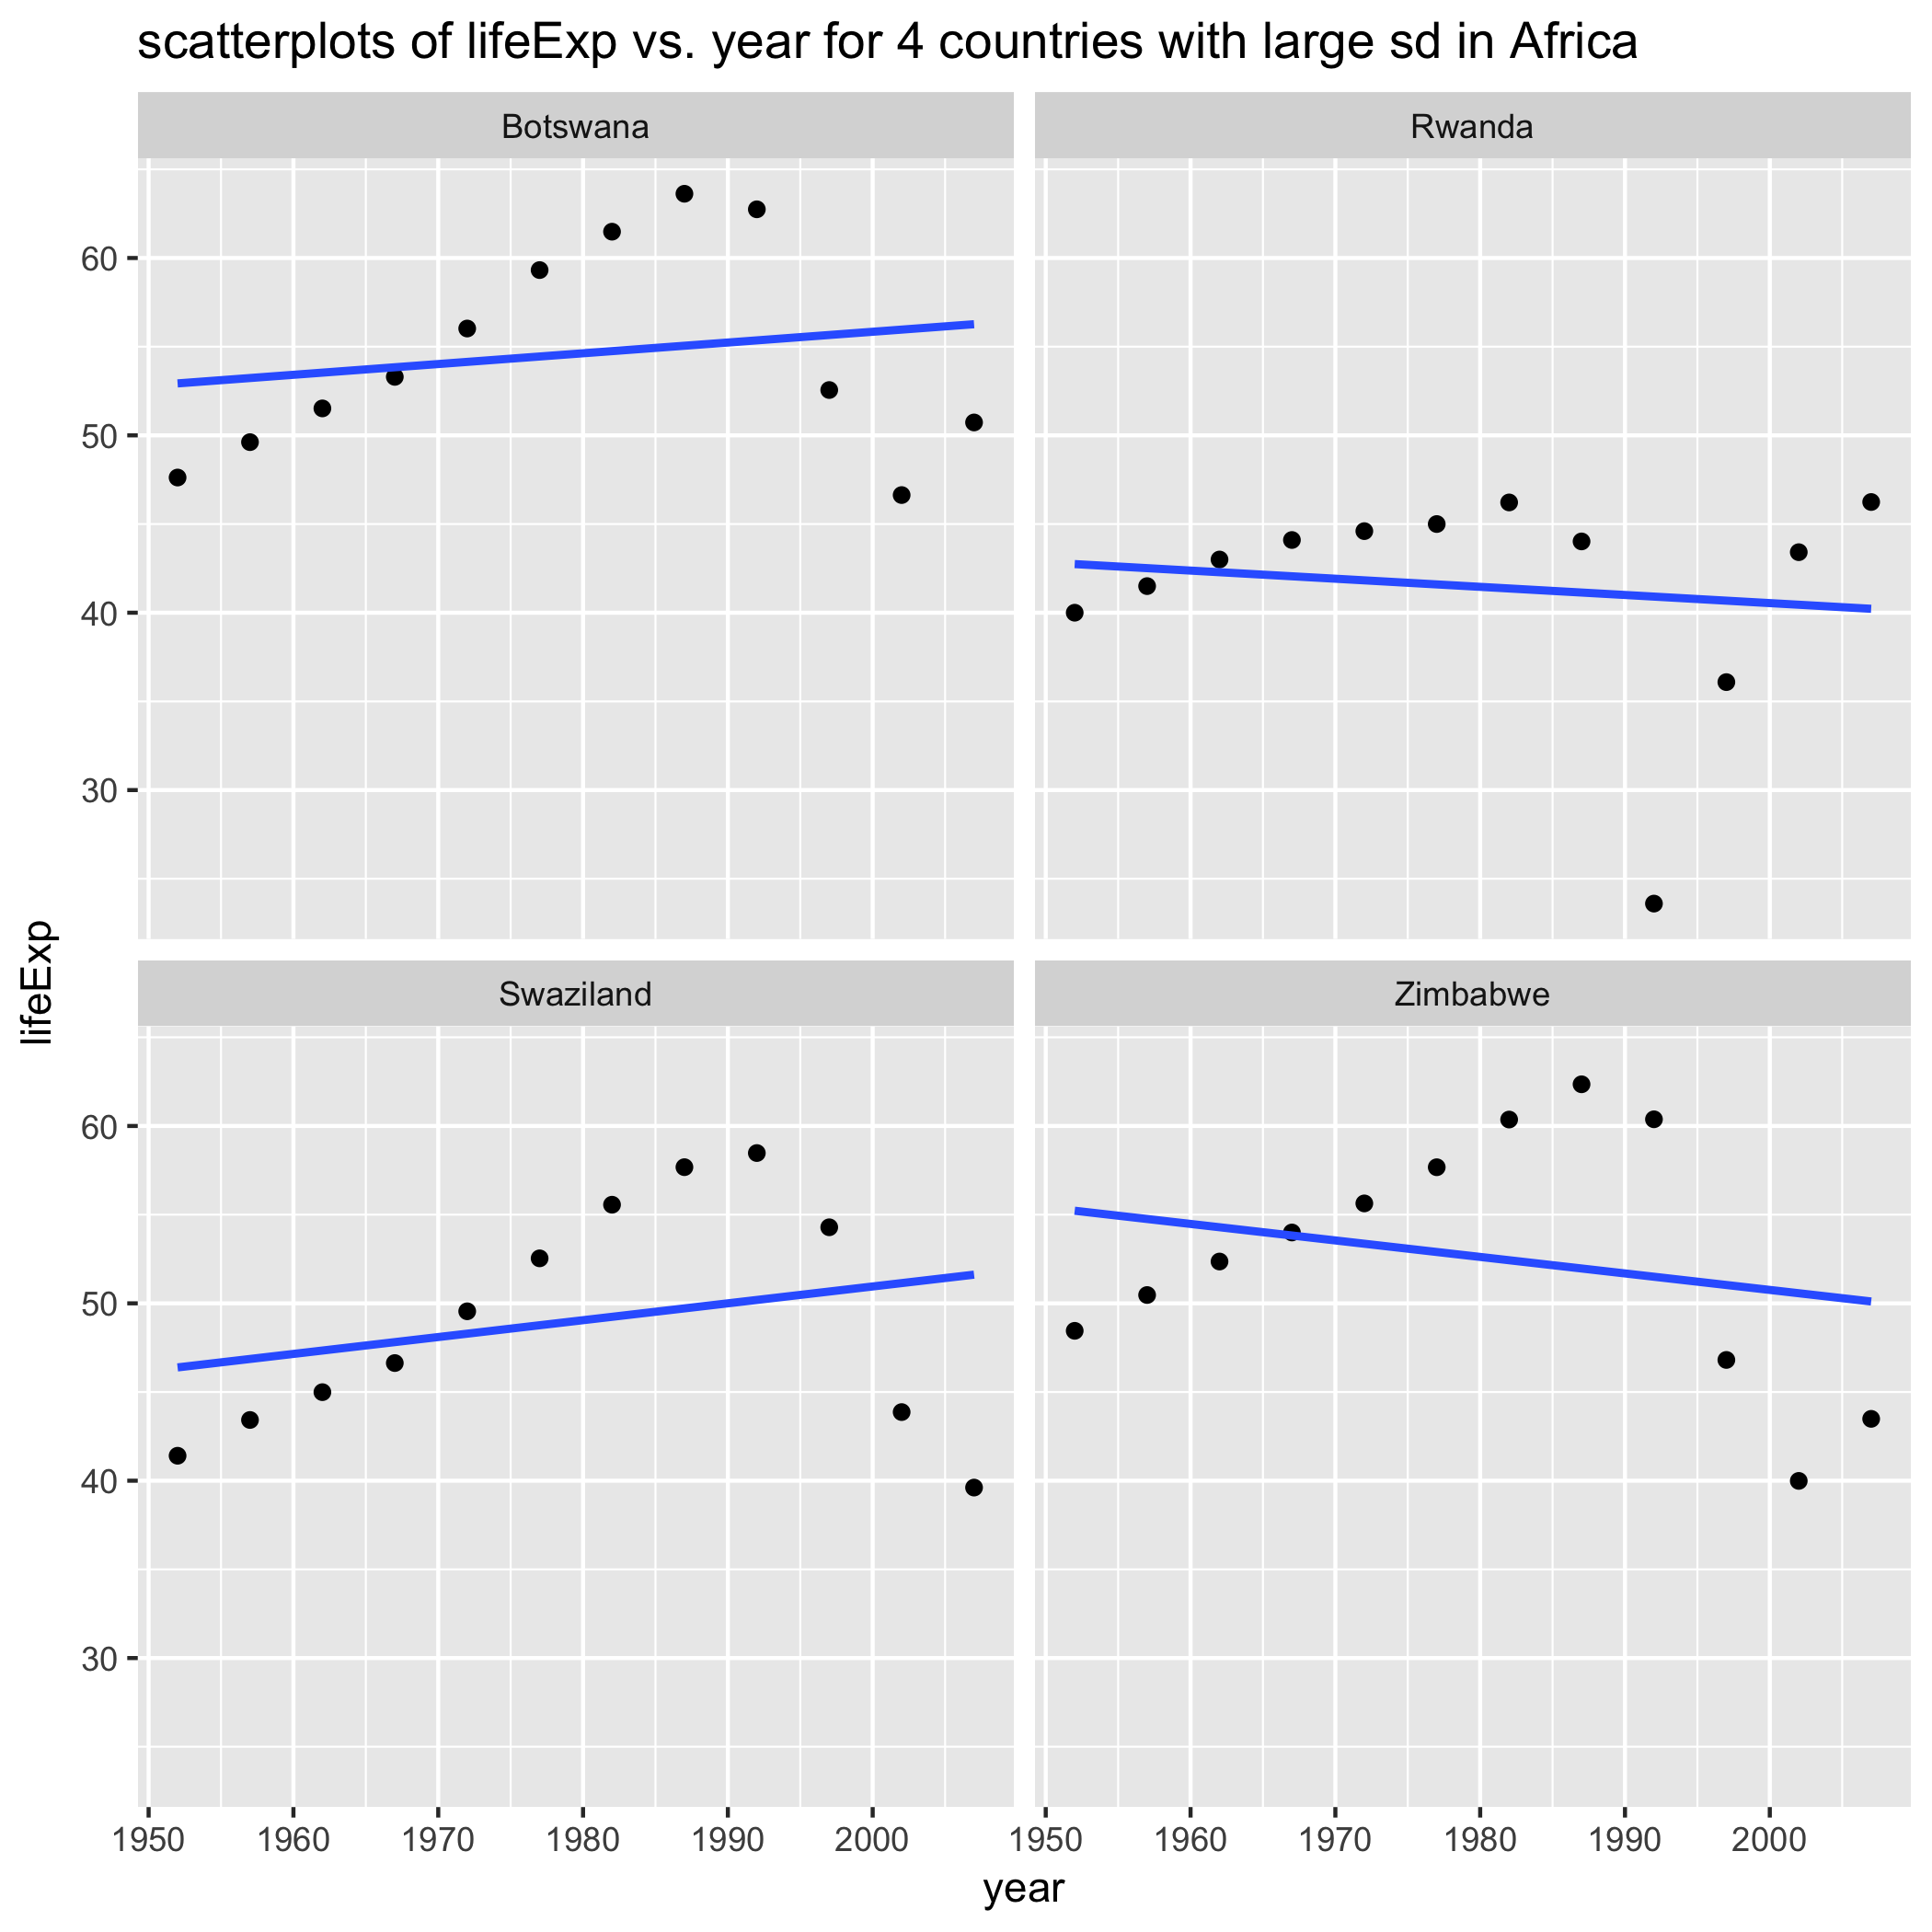 scatterplots of lifeExp vs. year for 4 countries with large sd in Africa
Botswana
Rwanda
60
50
40
30
lifeExp
Swaziland
Zimbabwe
60
50
40
30
1950 1960 1970 1980 1990 2000 1950 1960 1970 1980 1990 2000
year